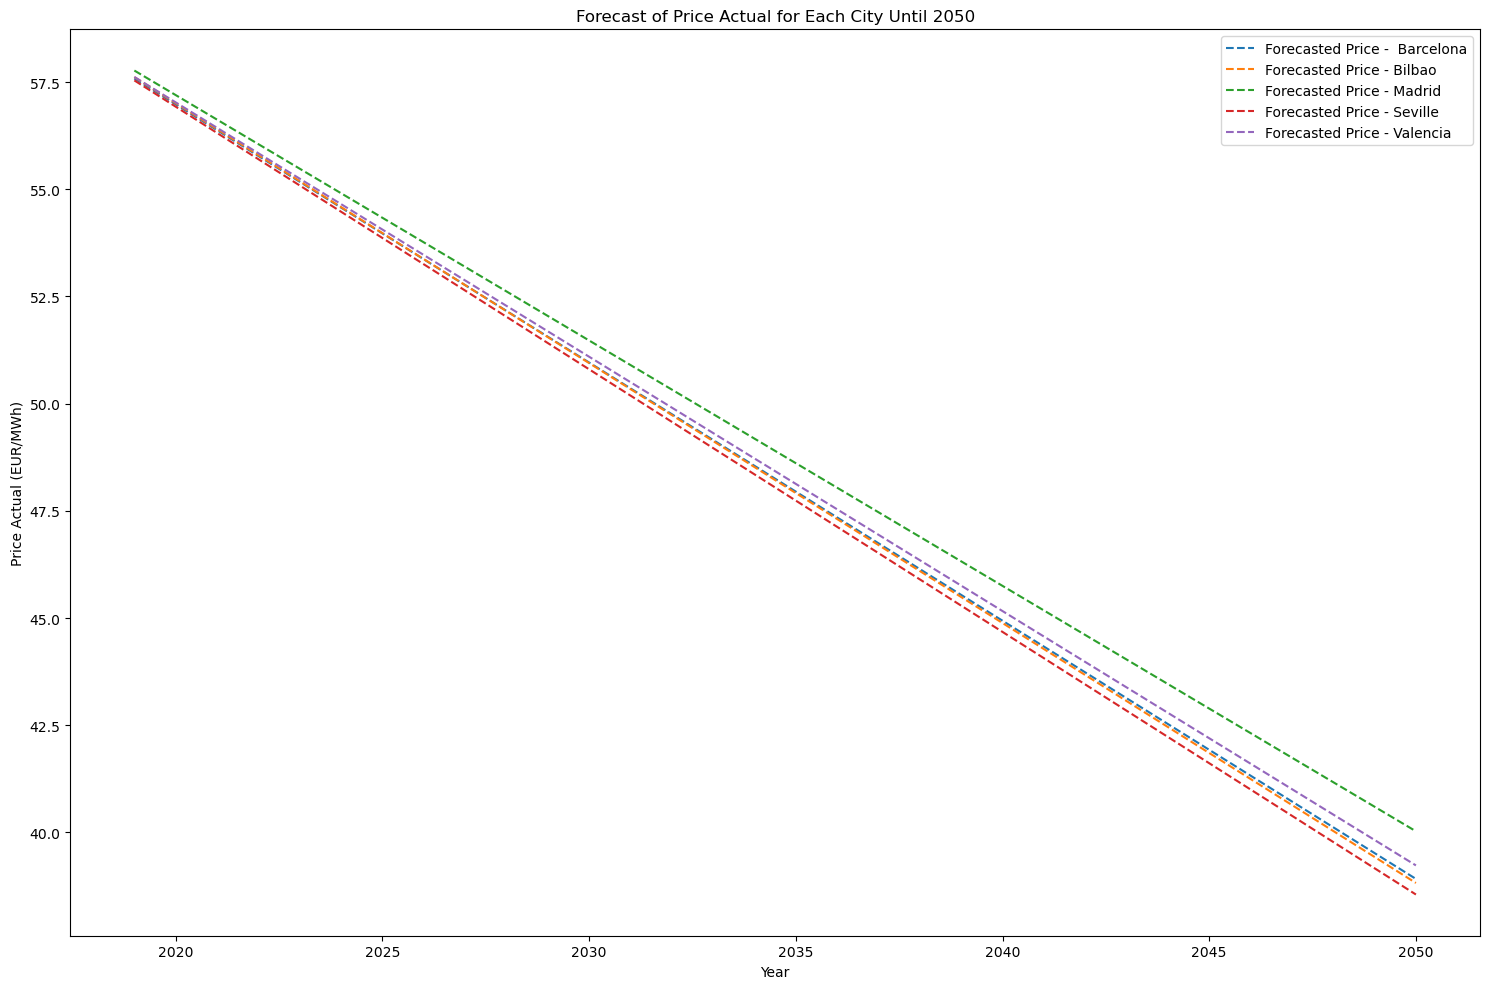 Forecast of Price Actual for Each City Until 2050
Forecasted Price -  Barcelona
Forecasted Price - Bilbao
Forecasted Price - Madrid
Forecasted Price - Seville
Forecasted Price - Valencia
Price Actual (EUR/MWh)
57.5
55.0
52.5
50.0
47.5
45.0
42.5
40.0
2020
2025
2030
2035
2040
2045
2050
Year